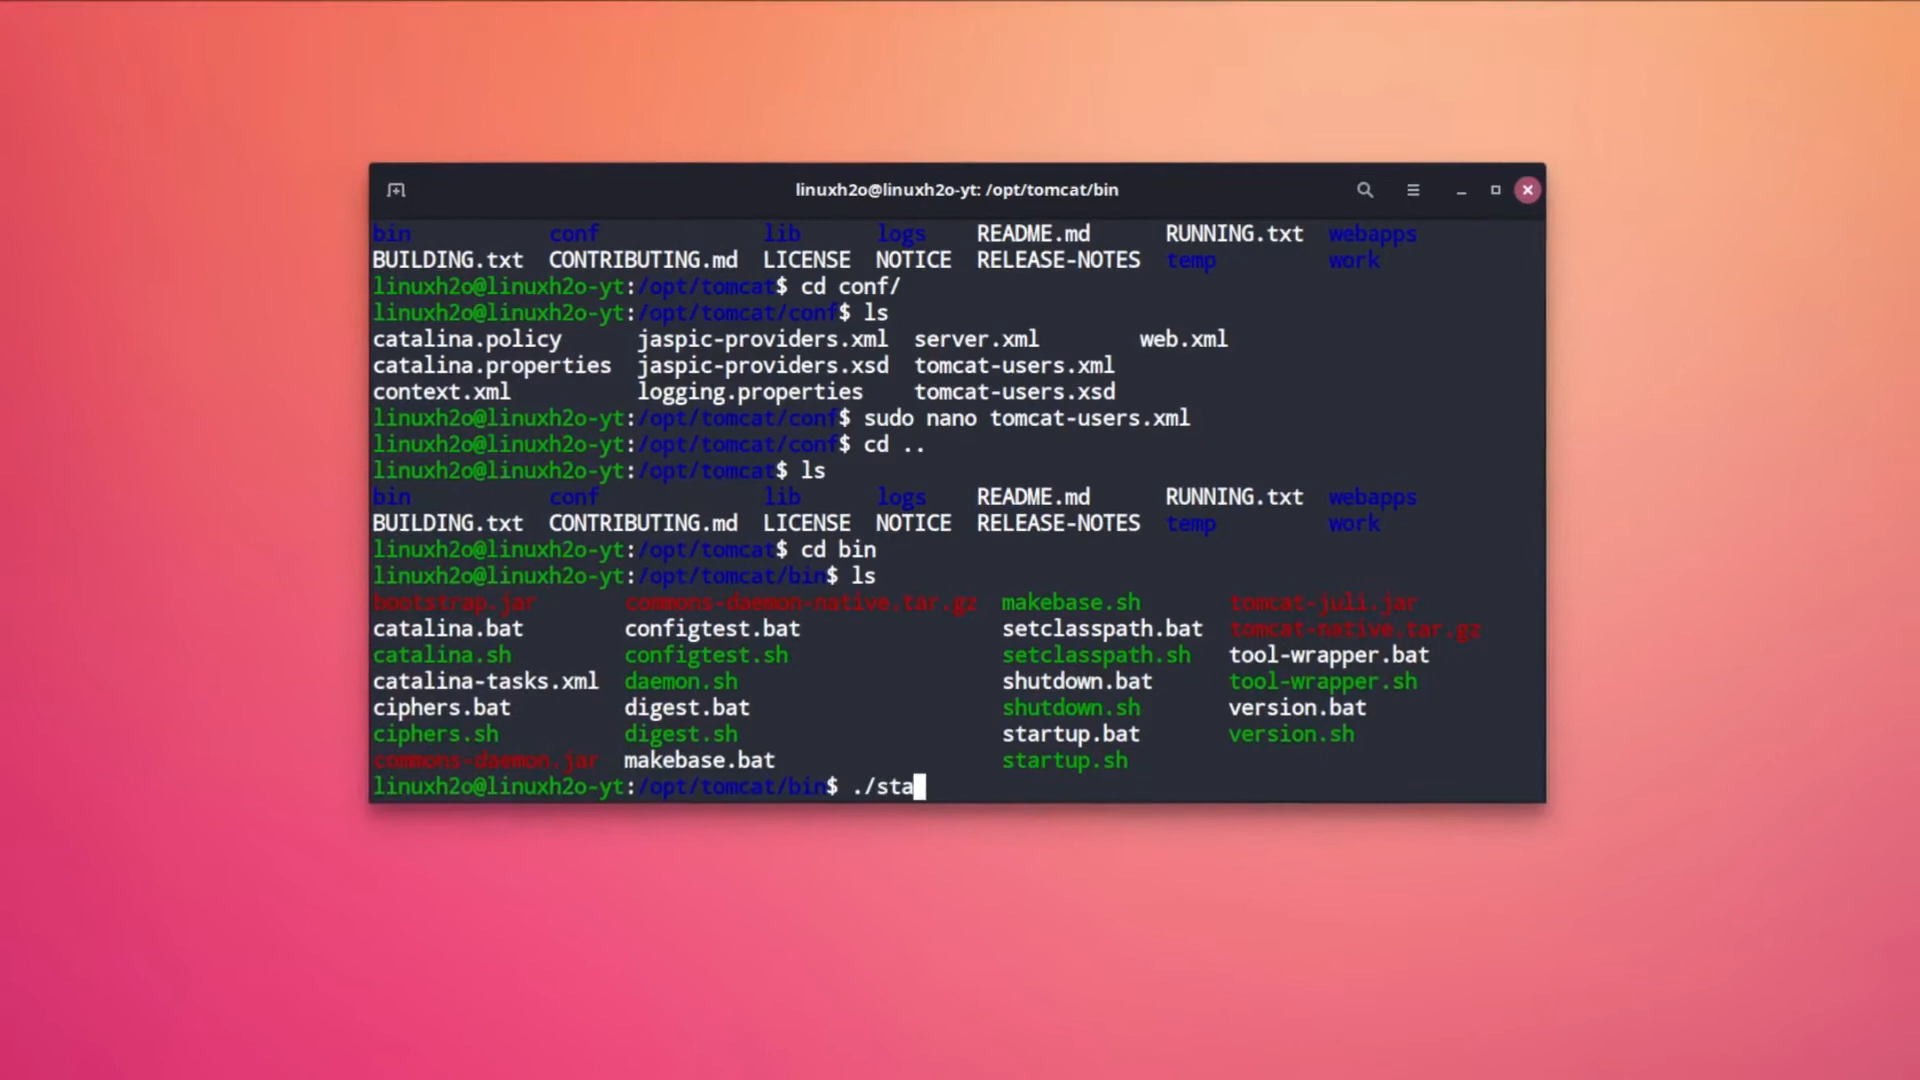 linuxh2o@linuxh2o-yt: /opt/tomcat/bin
bin conf lib logs README.md RUNNING.txt webapps
BUILDING.txt CONTRIBUTING.md LICENSE NOTICE RELEASE-NOTES temp work
linuxh2o@linuxh2o-yt:/opt/tomcat$ cd conf/
linuxh2o@linuxh2o-yt:/opt/tomcat/conf$ ls
catalina.policy jaspic-providers.xml server.xml web.xml
catalina.properties jaspic-providers.xsd tomcat-users.xml
context.xml logging.properties tomcat-users.xsd
linuxh2o@linuxh2o-yt:/opt/tomcat/conf$ sudo nano tomcat-users.xml
linuxh2o@linuxh2o-yt:/opt/tomcat/conf$ cd ..
linuxh2o@linuxh2o-yt:/opt/tomcat$ ls
bin conf lib logs README.md RUNNING.txt webapps
BUILDING.txt CONTRIBUTING.md LICENSE NOTICE RELEASE-NOTES temp work
linuxh2o@linuxh2o-yt:/opt/tomcat$ cd bin
linuxh2o@linuxh2o-yt:/opt/tomcat/bin$ ls
bootstrap.jar commons-daemon-native.tar.gz makebase.sh tomcat-juli.jar
catalina.bat configtest.bat setclasspath.bat tomcat-native.tar.gz
catalina.sh configtest.sh setclasspath.sh tool-wrapper.bat
catalina-tasks.xml daemon.sh shutdown.bat tool-wrapper.sh
ciphers.bat digest.bat shutdown.sh version.bat
ciphers.sh digest.sh startup.bat version.sh
commons-daemon.jar makebase.bat startup.sh
linuxh2o@linuxh2o-yt:/opt/tomcat/bin$ ./sta